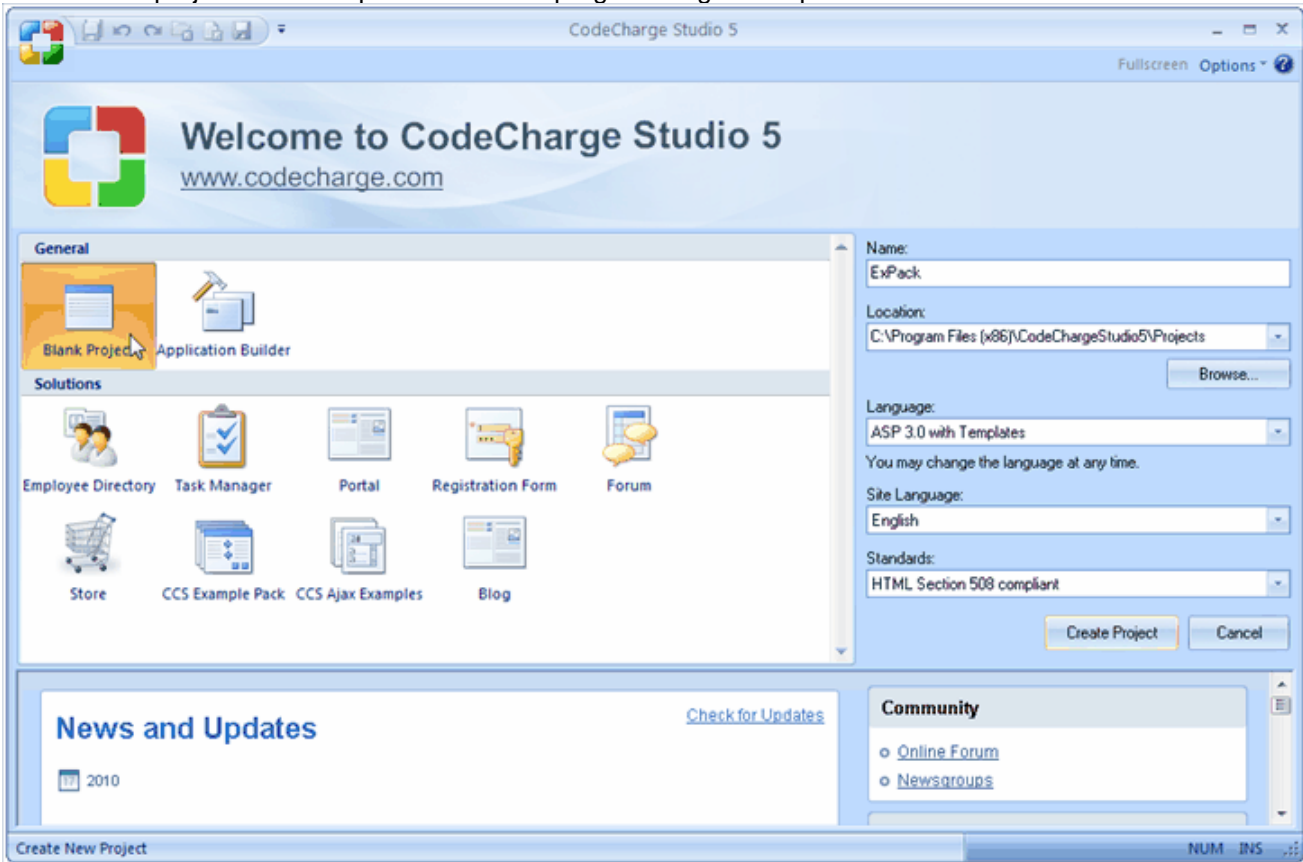 CodeCharge Studio 5
Fullscreen Options
Welcome to CodeCharge Studio 5
www.codecharge.com
General
Blank Project Application Builder
Solutions
Employee Directory Task Manager Portal Registration Form Forum
Store CCS Example Pack CCS Ajax Examples Blog
Name:
ExPack
Location:
C:\Program Files (x86)\CodeChargeStudio5\Projects
Browse...
Language:
ASP 3.0 with Templates
You may change the language at any time.
Site Language:
English
Standards:
HTML Section 508 compliant
Create Project Cancel
News and Updates
Check for Updates
17 2010
Community
Online Forum
Newsgroups
Create New Project
NUM INS